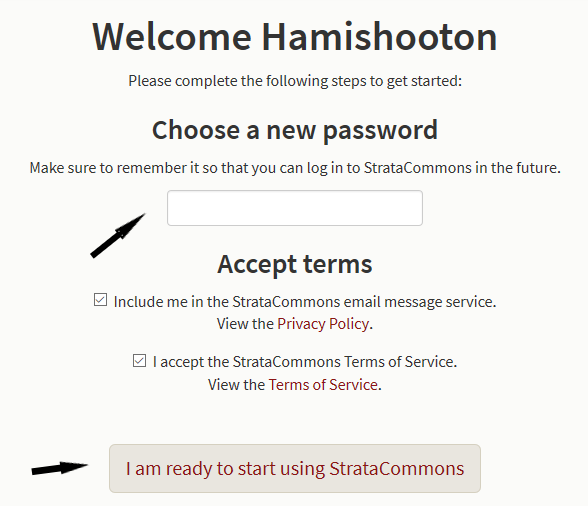 Welcome Hamishooton
Please complete the following steps to get started:
Choose a new password
Make sure to remember it so that you can log in to StrataCommons in the future.
Accept terms
Include me in the StrataCommons email message service.
View the Privacy Policy.
I accept the StrataCommons Terms of Service.
View the Terms of Service.
I am ready to start using StrataCommons